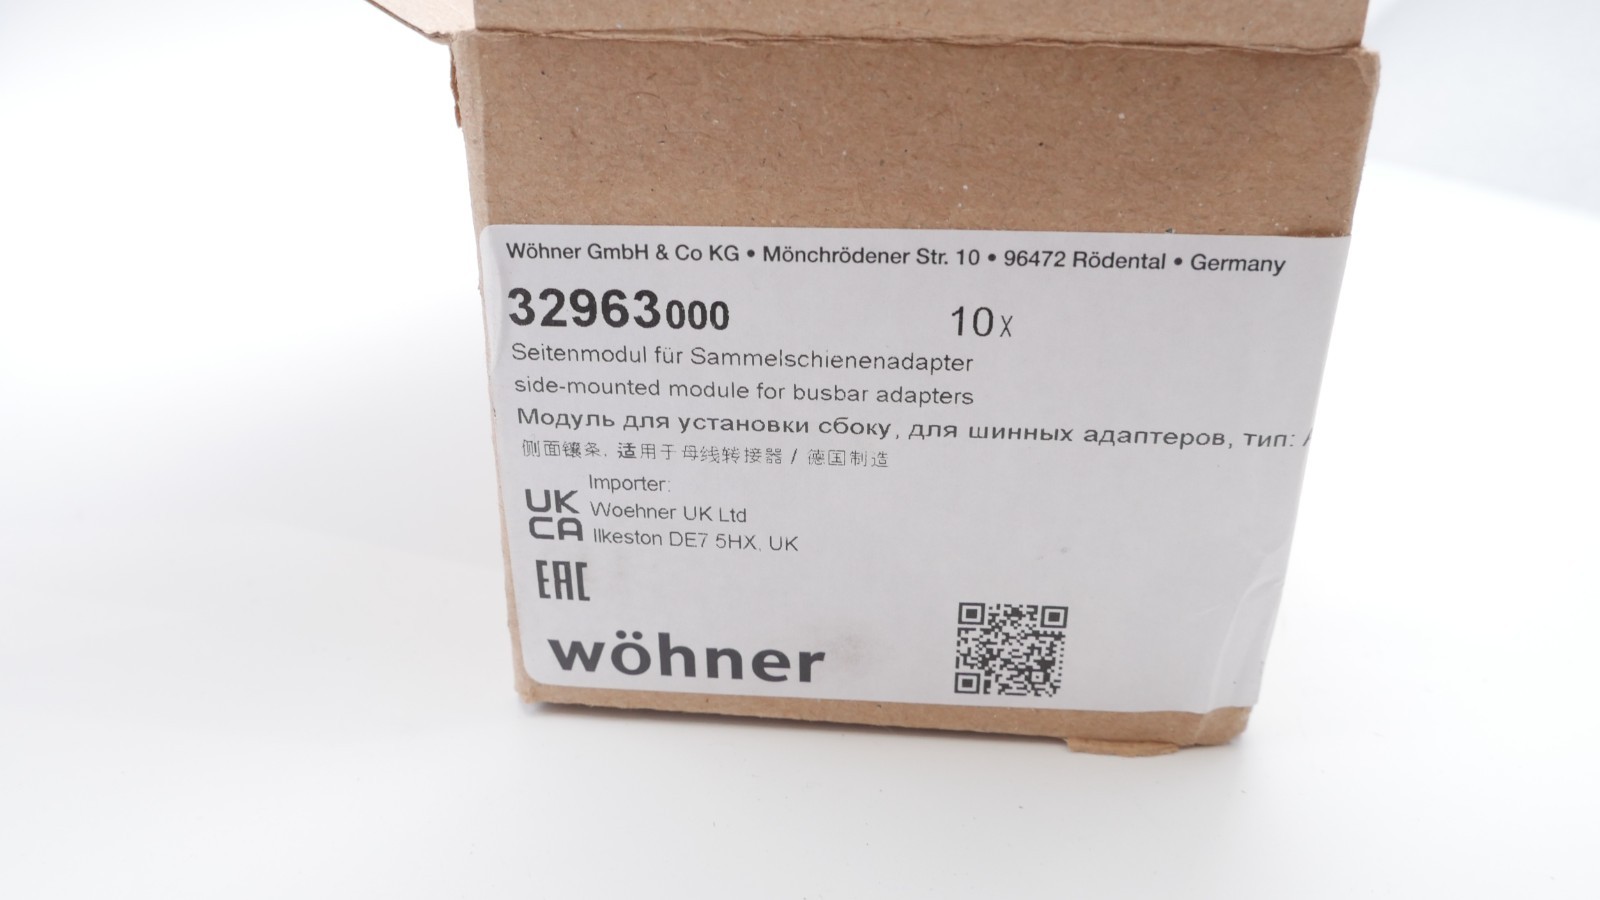 Wöhner GmbH & Co KG • Mönchrödener Str. 10 • 96472 Rödental • Germany
32963000 10x
Seitenmodul für Sammelschienenadapter
side-mounted module for busbar adapters
Модуль для установки сбоку, для шинных адаптеров, тип:
侧面镶条, 适用于母线转接器 / 德国制造
Importer:
UK Woehner UK Ltd
CA Ilkeston DE7 5HX, UK
EAC
wöhner